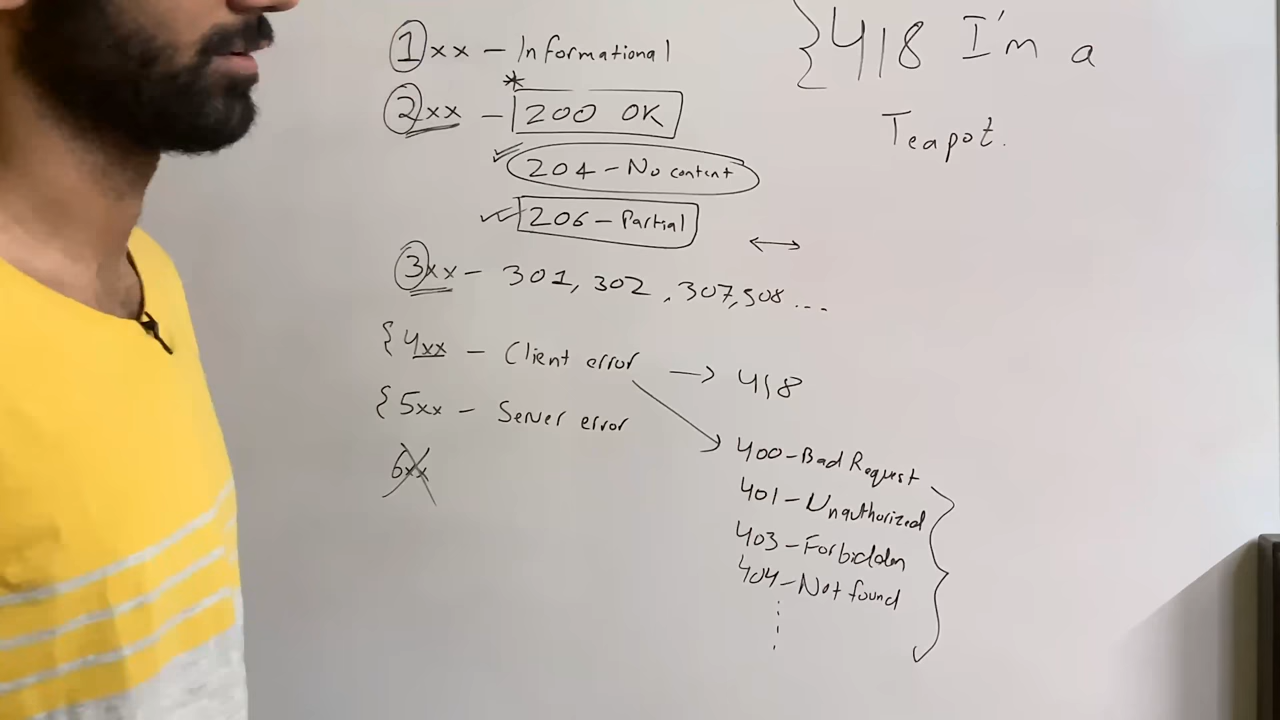 1xx – Informational
*
2xx – 200 OK
204 – No content
206 – Partial
3xx – 301, 302, 307, 308 ...
{4xx – Client error → 418
{5xx – Server error
6xx
400 – Bad Request
401 – Unauthorized
403 – Forbidden
404 – Not found
}418 I'm a
Teapot.